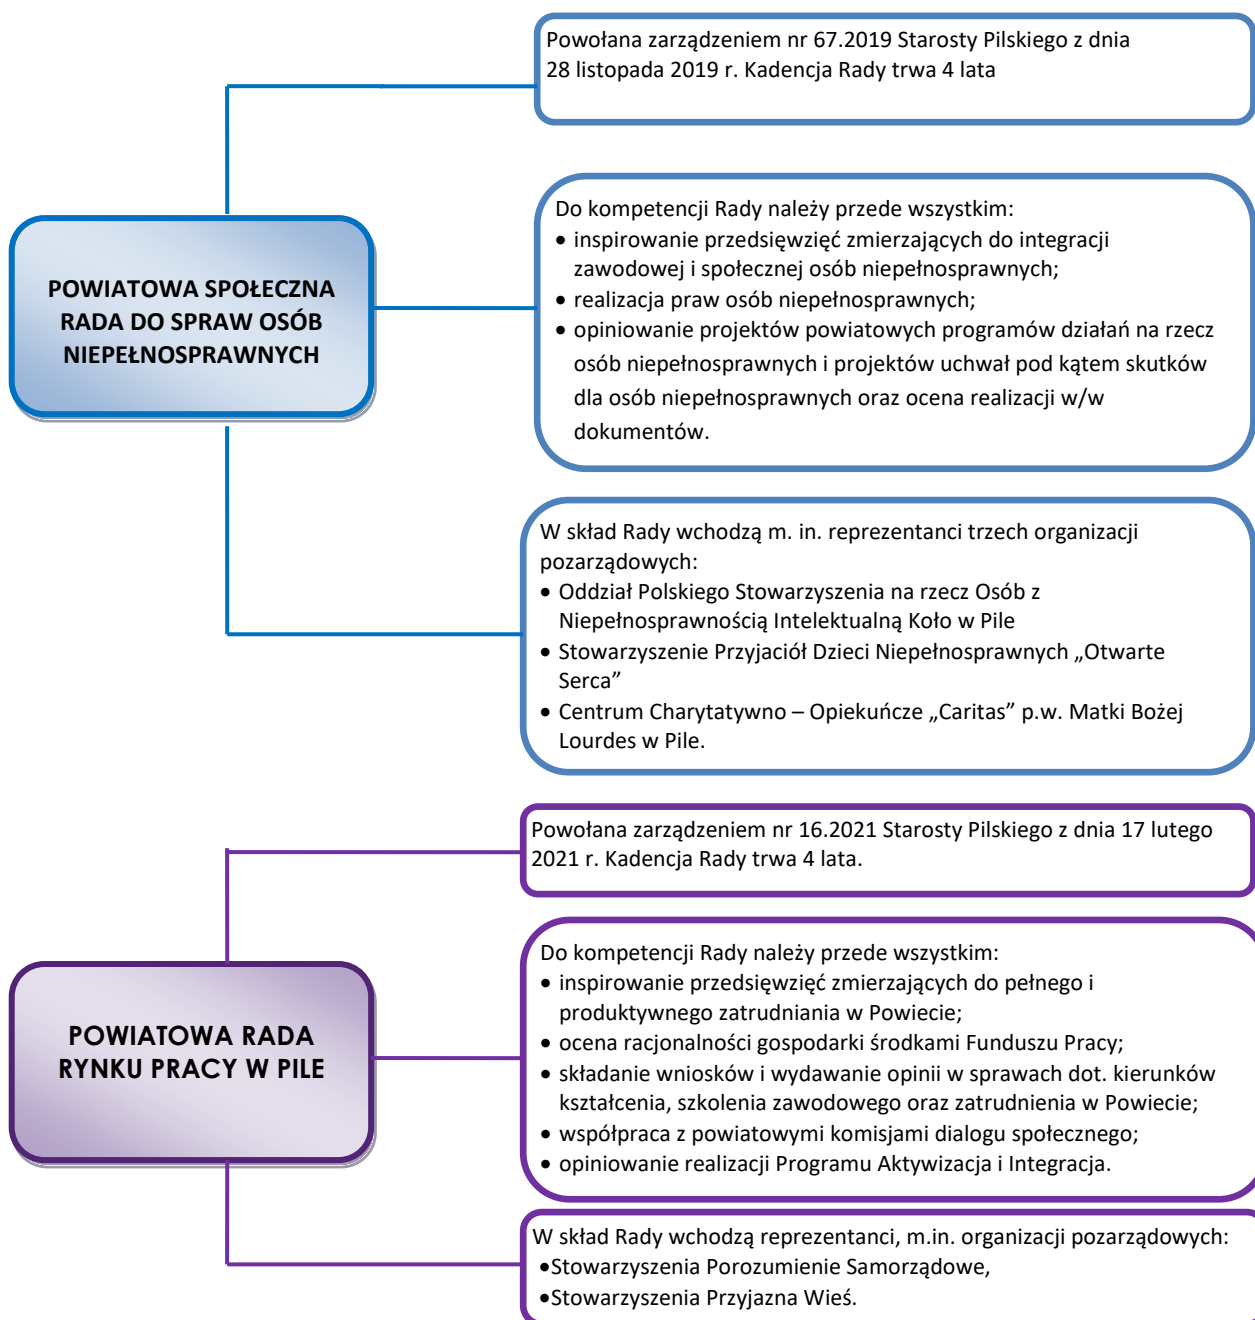 Powołana zarządzeniem nr 67.2019 Starosty Pilskiego z dnia
28 listopada 2019 r. Kadencja Rady trwa 4 lata
POWIATOWA SPOŁECZNA
RADA DO SPRAW OSÓB
NIEPEŁNOSPRAWNYCH
Do kompetencji Rady należy przede wszystkim:
• inspirowanie przedsięwzięć zmierzających do integracji
zawodowej i społecznej osób niepełnosprawnych;
• realizacja praw osób niepełnosprawnych;
• opiniowanie projektów powiatowych programów działań na rzecz
osób niepełnosprawnych i projektów uchwał pod kątem skutków
dla osób niepełnosprawnych oraz ocena realizacji w/w
dokumentów.
W skład Rady wchodzą m. in. reprezentanci trzech organizacji
pozarządowych:
• Oddział Polskiego Stowarzyszenia na rzecz Osób z
Niepełnosprawnością Intelektualną Koło w Pile
• Stowarzyszenie Przyjaciół Dzieci Niepełnosprawnych „Otwarte
Serca”
• Centrum Charytatywno – Opiekuńcze „Caritas” p.w. Matki Bożej
Lourdes w Pile.
Powołana zarządzeniem nr 16.2021 Starosty Pilskiego z dnia 17 lutego
2021 r. Kadencja Rady trwa 4 lata.
POWIATOWA RADA
RYNKU PRACY W PILE
Do kompetencji Rady należy przede wszystkim:
• inspirowanie przedsięwzięć zmierzających do pełnego i
produktywnego zatrudniania w Powiecie;
• ocena racjonalności gospodarki środkami Funduszu Pracy;
• składanie wniosków i wydawanie opinii w sprawach dot. kierunków
kształcenia, szkolenia zawodowego oraz zatrudnienia w Powiecie;
• współpraca z powiatowymi komisjami dialogu społecznego;
• opiniowanie realizacji Programu Aktywizacja i Integracja.
W skład Rady wchodzą reprezentanci, m.in. organizacji pozarządowych:
•Stowarzyszenia Porozumienie Samorządowe,
•Stowarzyszenia Przyjazna Wieś.